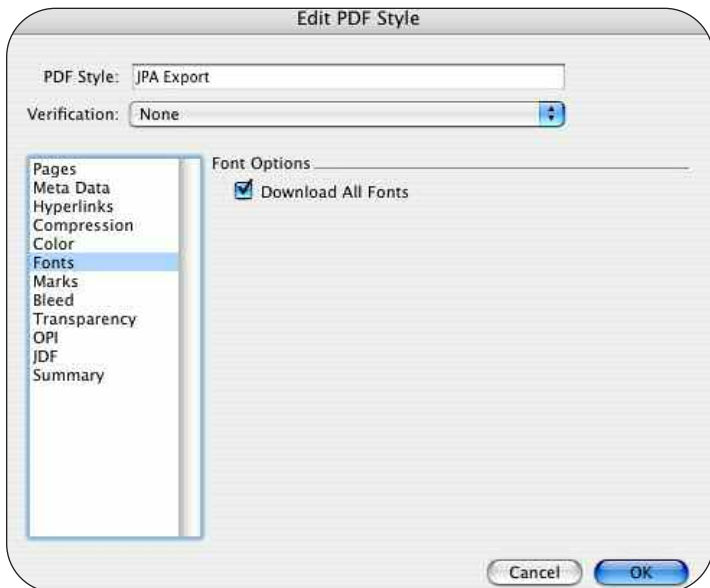 Edit PDF Style
PDF Style: JPA Export
Verification: None
Pages
Meta Data
Hyperlinks
Compression
Color
Fonts
Marks
Bleed
Transparency
OPI
JDF
Summary
Font Options
Download All Fonts
Cancel OK